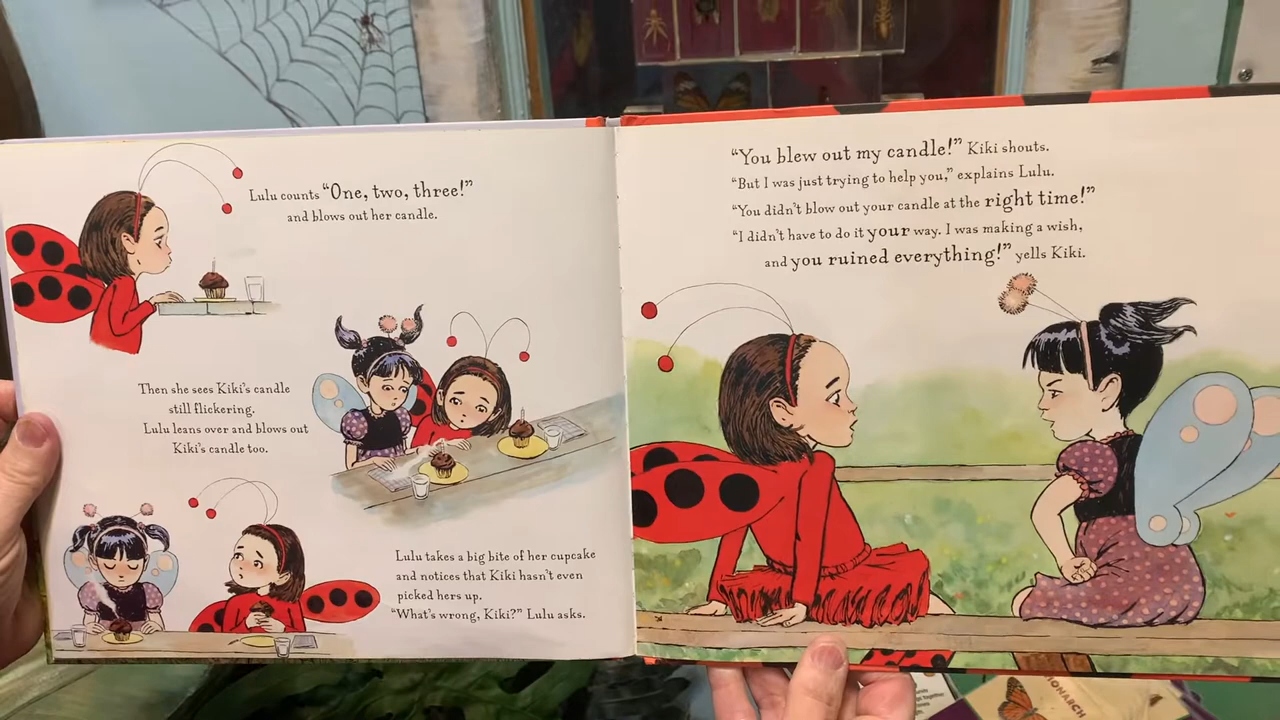 Lulu counts "One, two, three!"
and blows out her candle.
Then she sees Kiki's candle
still flickering.
Lulu leans over and blows out
Kiki's candle too.
Lulu takes a big bite of her cupcake
and notices that Kiki hasn't even
picked hers up.
"What's wrong, Kiki?" Lulu asks.
"You blew out my candle!" Kiki shouts.
"But I was just trying to help you," explains Lulu.
"You didn't blow out your candle at the right time!"
"I didn't have to do it your way. I was making a wish,
and you ruined everything!" yells Kiki.
MONARCH